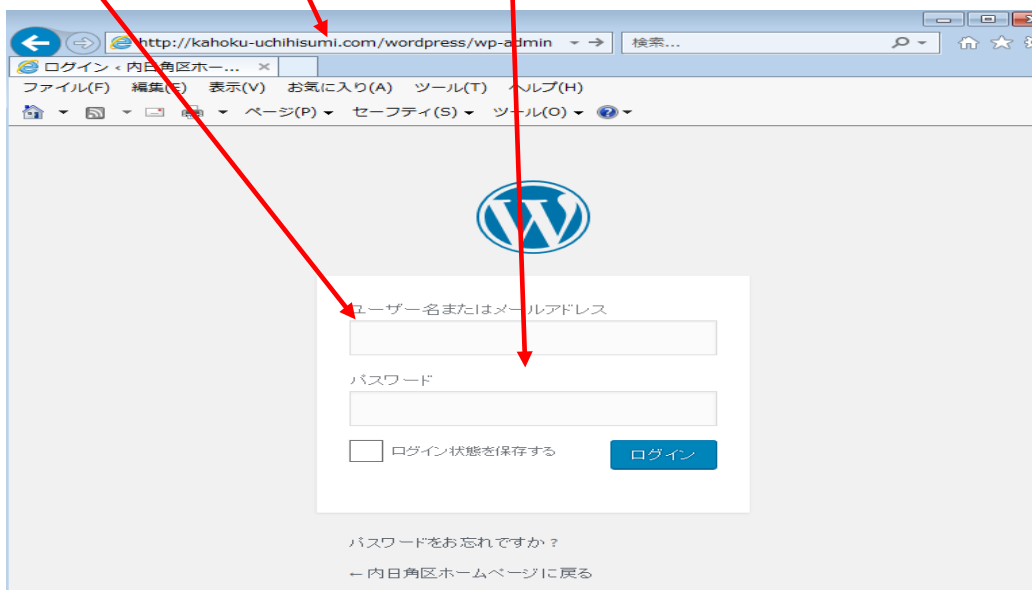 http://kahoku-uchihisumi.com/wordpress/wp-admin 検索...
ログイン ‹ 内日角区ホー... ×
ファイル(F) 編集(E) 表示(V) お気に入り(A) ツール(T) ヘルプ(H)
ページ(P) セーフティ(S) ツール(O)
ユーザー名またはメールアドレス
パスワード
ログイン状態を保存する ログイン
パスワードをお忘れですか ?
←内日角区ホームページに戻る